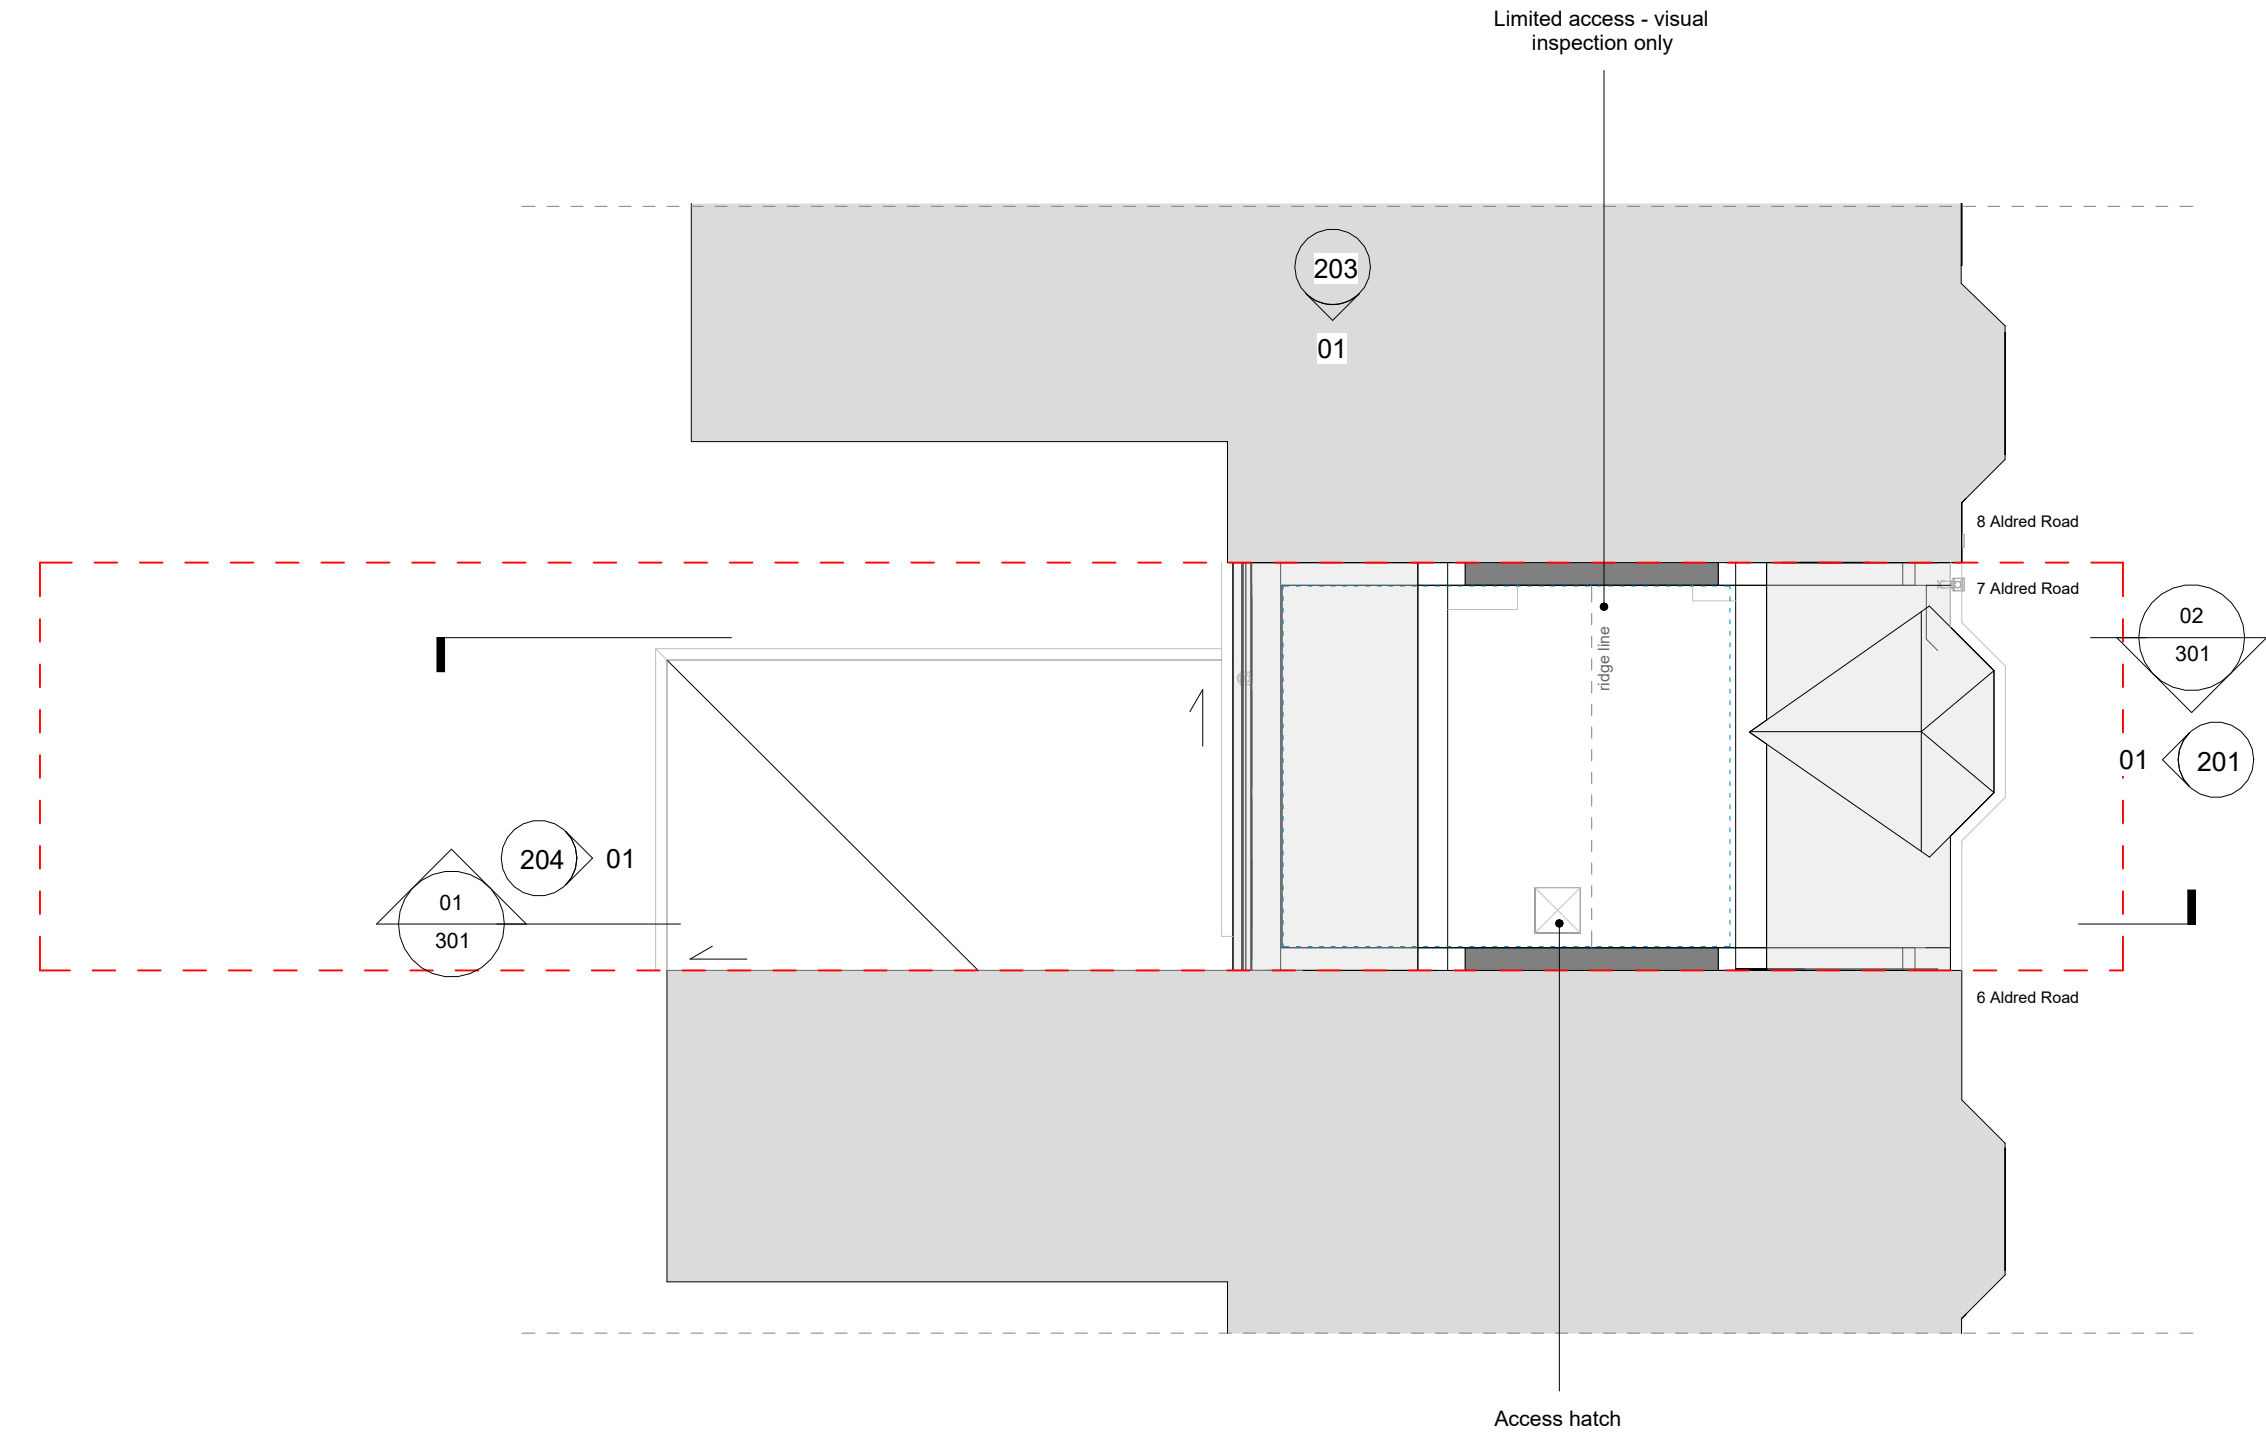 Limited access - visual
inspection only
203
01
8 Aldred Road
7 Aldred Road
02
301
ridge line
01
201
204
01
01
301
6 Aldred Road
Access hatch